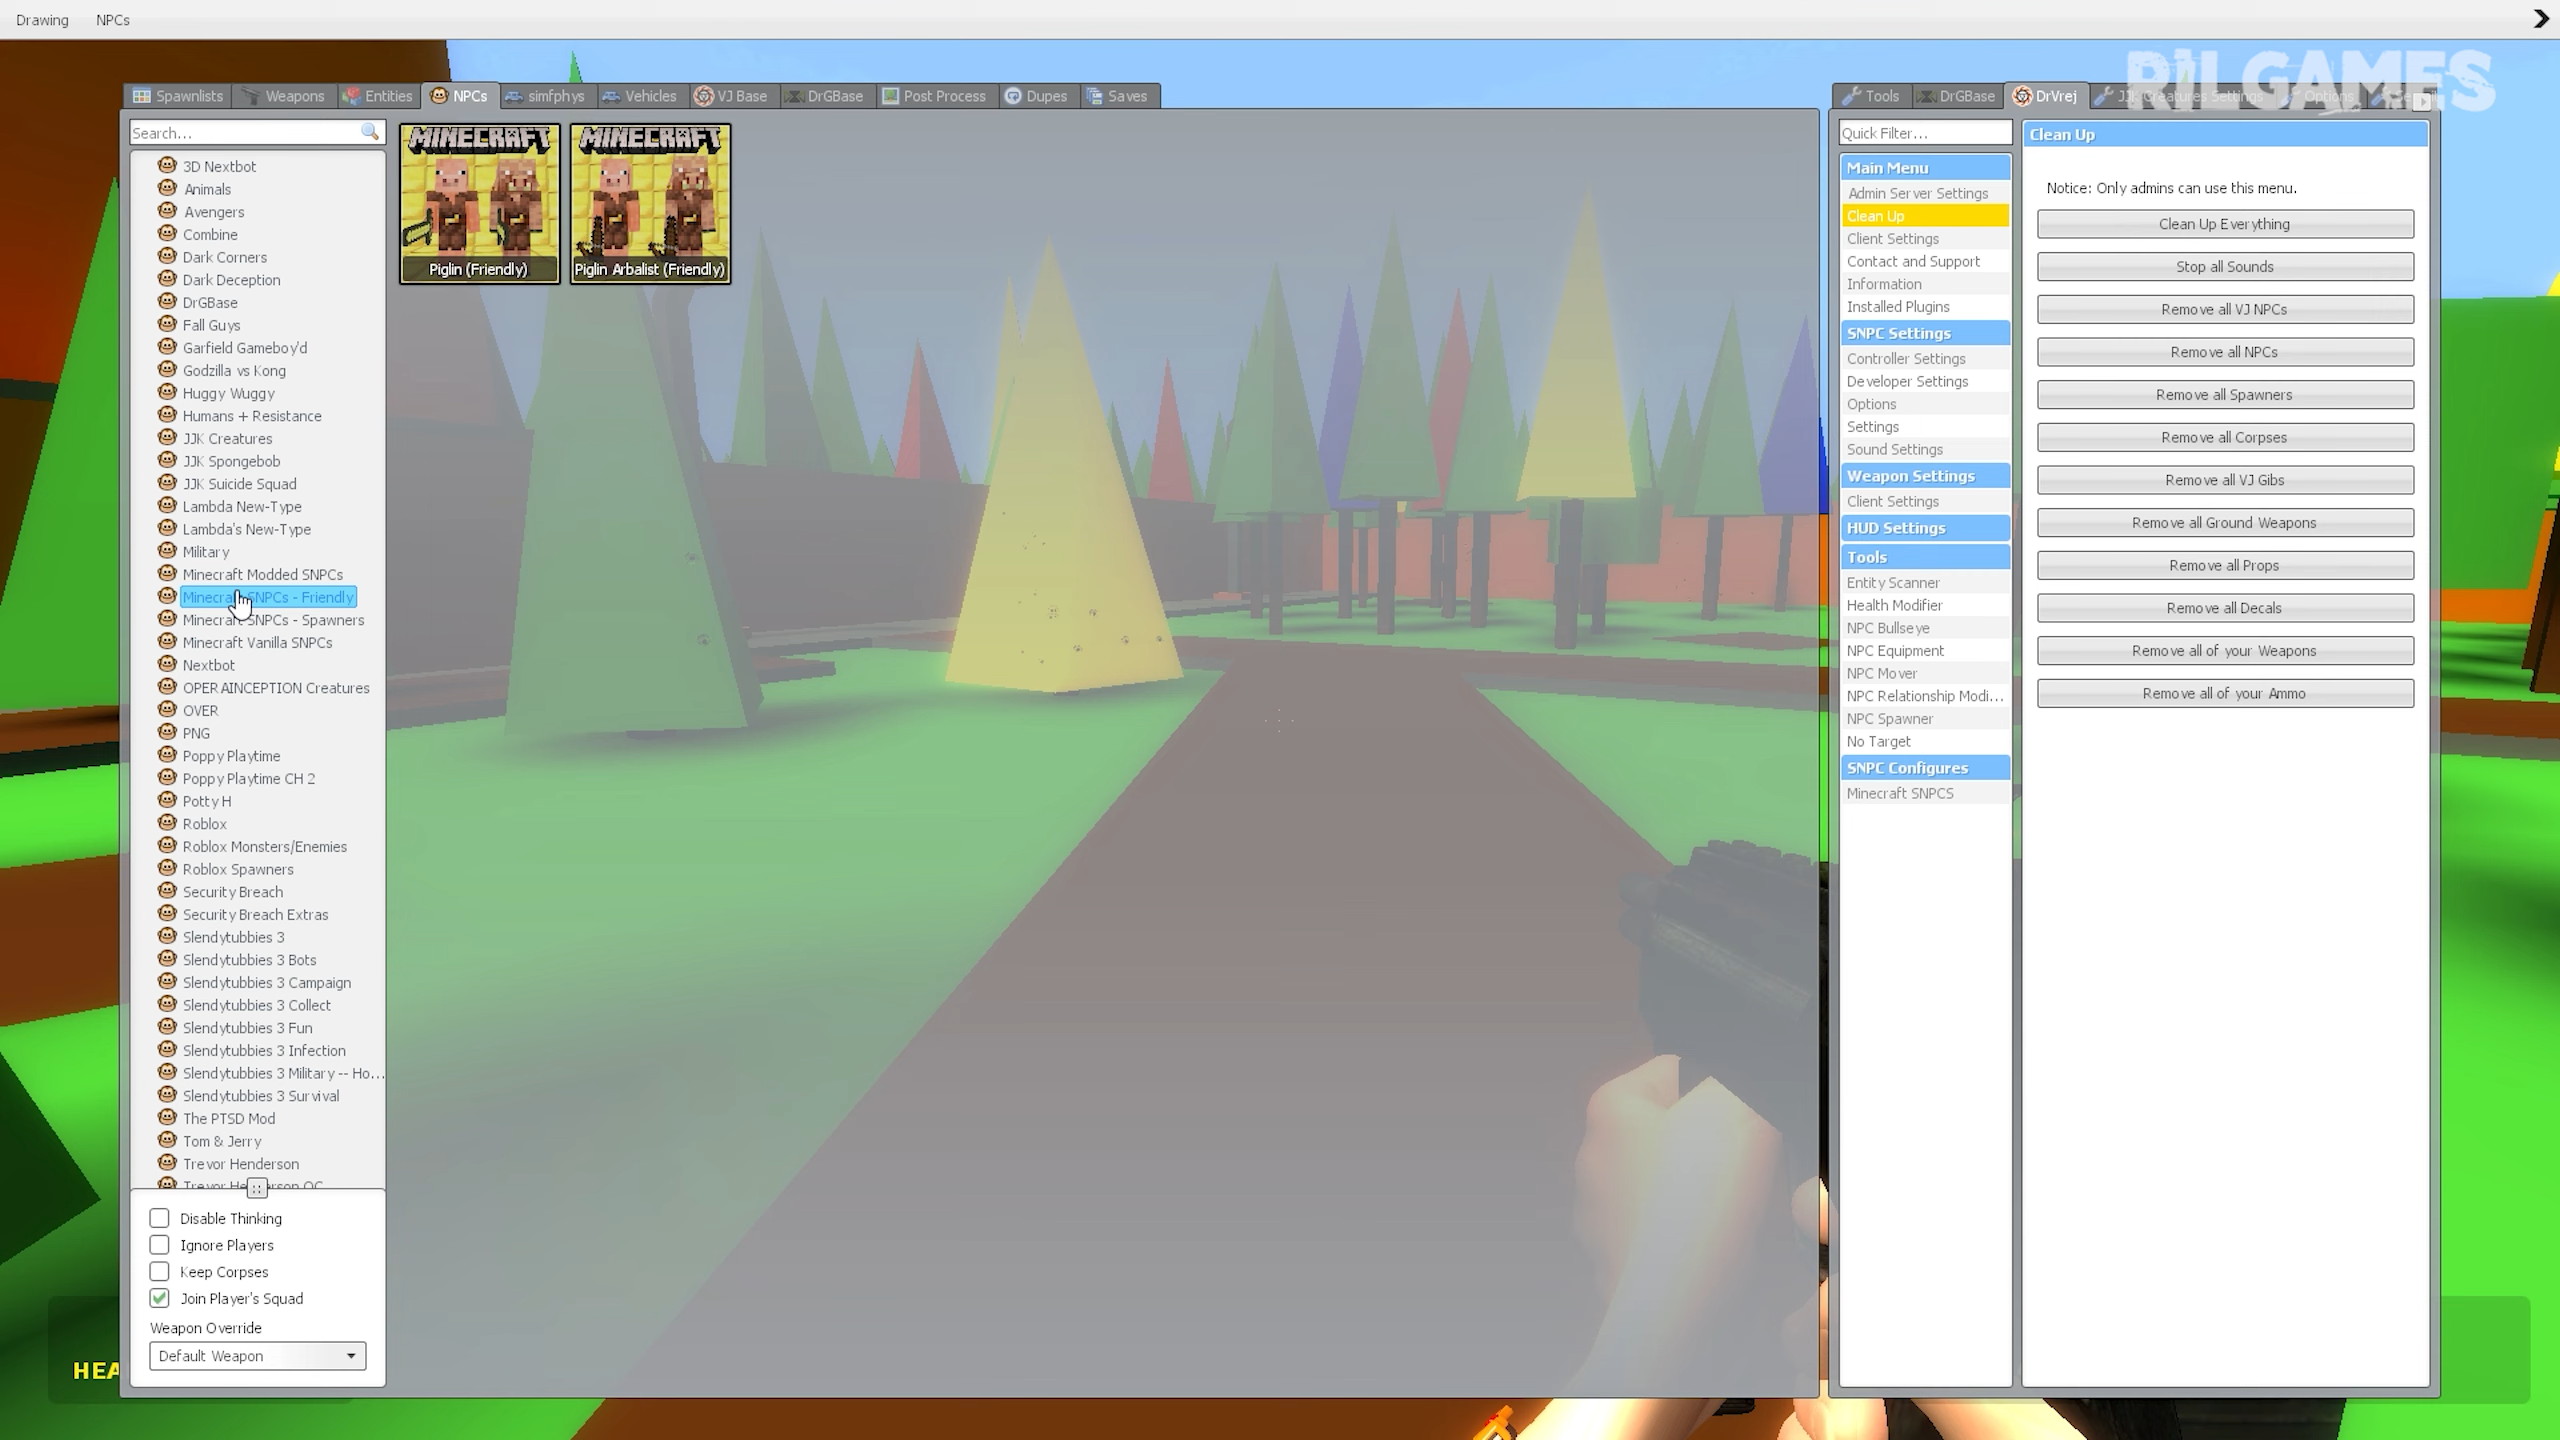 Drawing NPCs
RILGAMES
Spawnlists Weapons Entities NPCs simfphys Vehicles VJ Base DrGBase Post Process Dupes Saves
Tools DrGBase DrVrej JJK Creatures Settings Options
Search...
3D Nextbot
Animals
Avengers
Combine
Dark Corners
Dark Deception
DrGBase
Fall Guys
Garfield Gameboy'd
Godzilla vs Kong
Huggy Wuggy
Humans + Resistance
JJK Creatures
JJK Spongebob
JJK Suicide Squad
Lambda New-Type
Lambda's New-Type
Military
Minecraft Modded SNPCs
Minecraft SNPCs - Friendly
Minecraft SNPCs - Spawners
Minecraft Vanilla SNPCs
Nextbot
OPERAINCEPTION Creatures
OVER
PNG
Poppy Playtime
Poppy Playtime CH 2
Potty H
Roblox
Roblox Monsters/Enemies
Roblox Spawners
Security Breach
Security Breach Extras
Slendytubbies 3
Slendytubbies 3 Bots
Slendytubbies 3 Campaign
Slendytubbies 3 Collect
Slendytubbies 3 Fun
Slendytubbies 3 Infection
Slendytubbies 3 Military -- Ho...
Slendytubbies 3 Survival
The PTSD Mod
Tom & Jerry
Trevor Henderson
Trevor Henderson OC
Disable Thinking
Ignore Players
Keep Corpses
Join Player's Squad
Weapon Override
Default Weapon
HEA
MINECRAFT
Piglin (Friendly)
MINECRAFT
Piglin Arbalist (Friendly)
Quick Filter...
Main Menu
Admin Server Settings
Clean Up
Client Settings
Contact and Support
Information
Installed Plugins
SNPC Settings
Controller Settings
Developer Settings
Options
Settings
Sound Settings
Weapon Settings
Client Settings
HUD Settings
Tools
Entity Scanner
Health Modifier
NPC Bullseye
NPC Equipment
NPC Mover
NPC Relationship Modi...
NPC Spawner
No Target
SNPC Configures
Minecraft SNPCS
Clean Up
Notice: Only admins can use this menu.
Clean Up Everything
Stop all Sounds
Remove all VJ NPCs
Remove all NPCs
Remove all Spawners
Remove all Corpses
Remove all VJ Gibs
Remove all Ground Weapons
Remove all Props
Remove all Decals
Remove all of your Weapons
Remove all of your Ammo